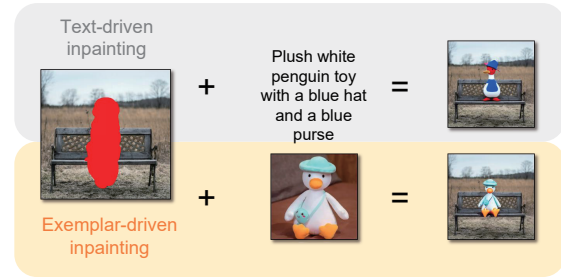 Text-driven
inpainting
+
Plush white
penguin toy
with a blue hat
and a blue
purse
=
+
=
Exemplar-driven
inpainting